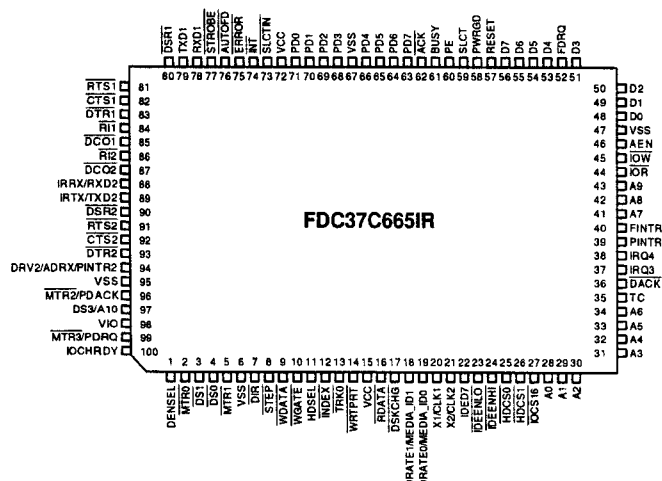 DSR1 TXD1 RXD1 STROBE AUTOFD ERROR INT SLCTIN VCC PD0 PD1 PD2 PD3 VSS PD4 PD5 PD6 PD7 ACK BUSY PE SLCT PWRGD RESET D7 D6 D5 D4 FDRQ D3
80 79 78 77 76 75 74 73 72 71 70 69 68 67 66 65 64 63 62 61 60 59 58 57 56 55 54 53 52 51
RTS1 81
CTS1 82
DTR1 83
RI1 84
DCO1 85
RI2 86
DCO2 87
IRRX/RXD2 88
IRTX/TXD2 89
DSR2 90
RTS2 91
CTS2 92
DTR2 93
DRV2/ADRX/PINTR2 94
VSS 95
MTR2/PDACK 96
DS3/A10 97
VIO 98
MTR3/PDRQ 99
IOCHRDY 100
FDC37C665IR
50 D2
49 D1
48 D0
47 VSS
46 AEN
45 IOW
44 IOR
43 A9
42 A8
41 A7
40 FINTR
39 PINTR
38 IRQ4
37 IRQ3
36 DACK
35 TC
34 A6
33 A5
32 A4
31 A3
1 2 3 4 5 6 7 8 9 10 11 12 13 14 15 16 17 18 19 20 21 22 23 24 25 26 27 28 29 30
DENSEL MTR0 DS1 DS0 MTR1 VSS DIR STEP WDATA WGATE HDSEL INDEX TRK0 WRTPRT VCC RDATA DSKCHG DRATE1/MEDIA_ID1 DRATE0/MEDIA_ID0 X1/CLK1 X2/CLK2 IDED7 IDEENLO IDEENHI HDCS0 HDCS1 IOCS16 A0 A1 A2